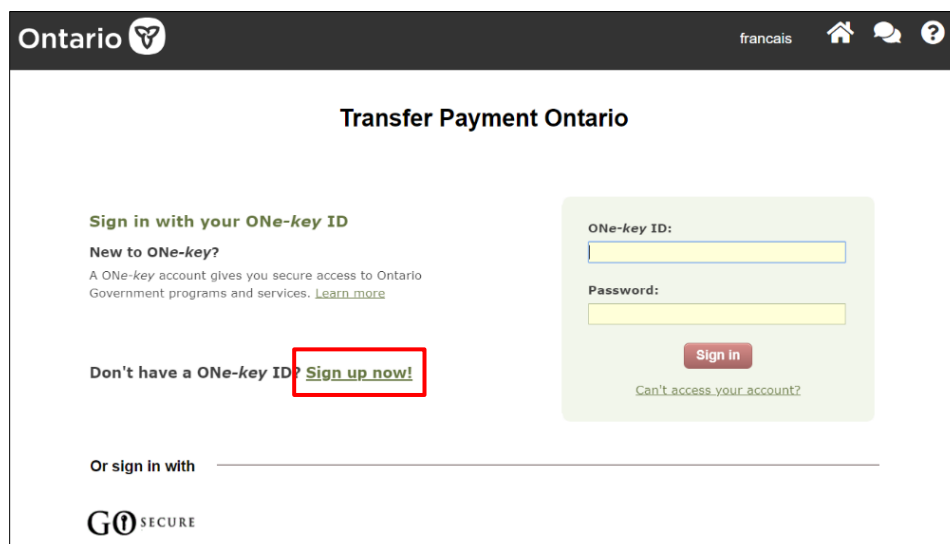 Ontario
francais
?
Transfer Payment Ontario
Sign in with your ONe-key ID
New to ONe-key?
A ONe-key account gives you secure access to Ontario
Government programs and services. Learn more
Don't have a ONe-key ID? Sign up now!
ONe-key ID:
Password:
Sign in
Can't access your account?
Or sign in with
GO SECURE